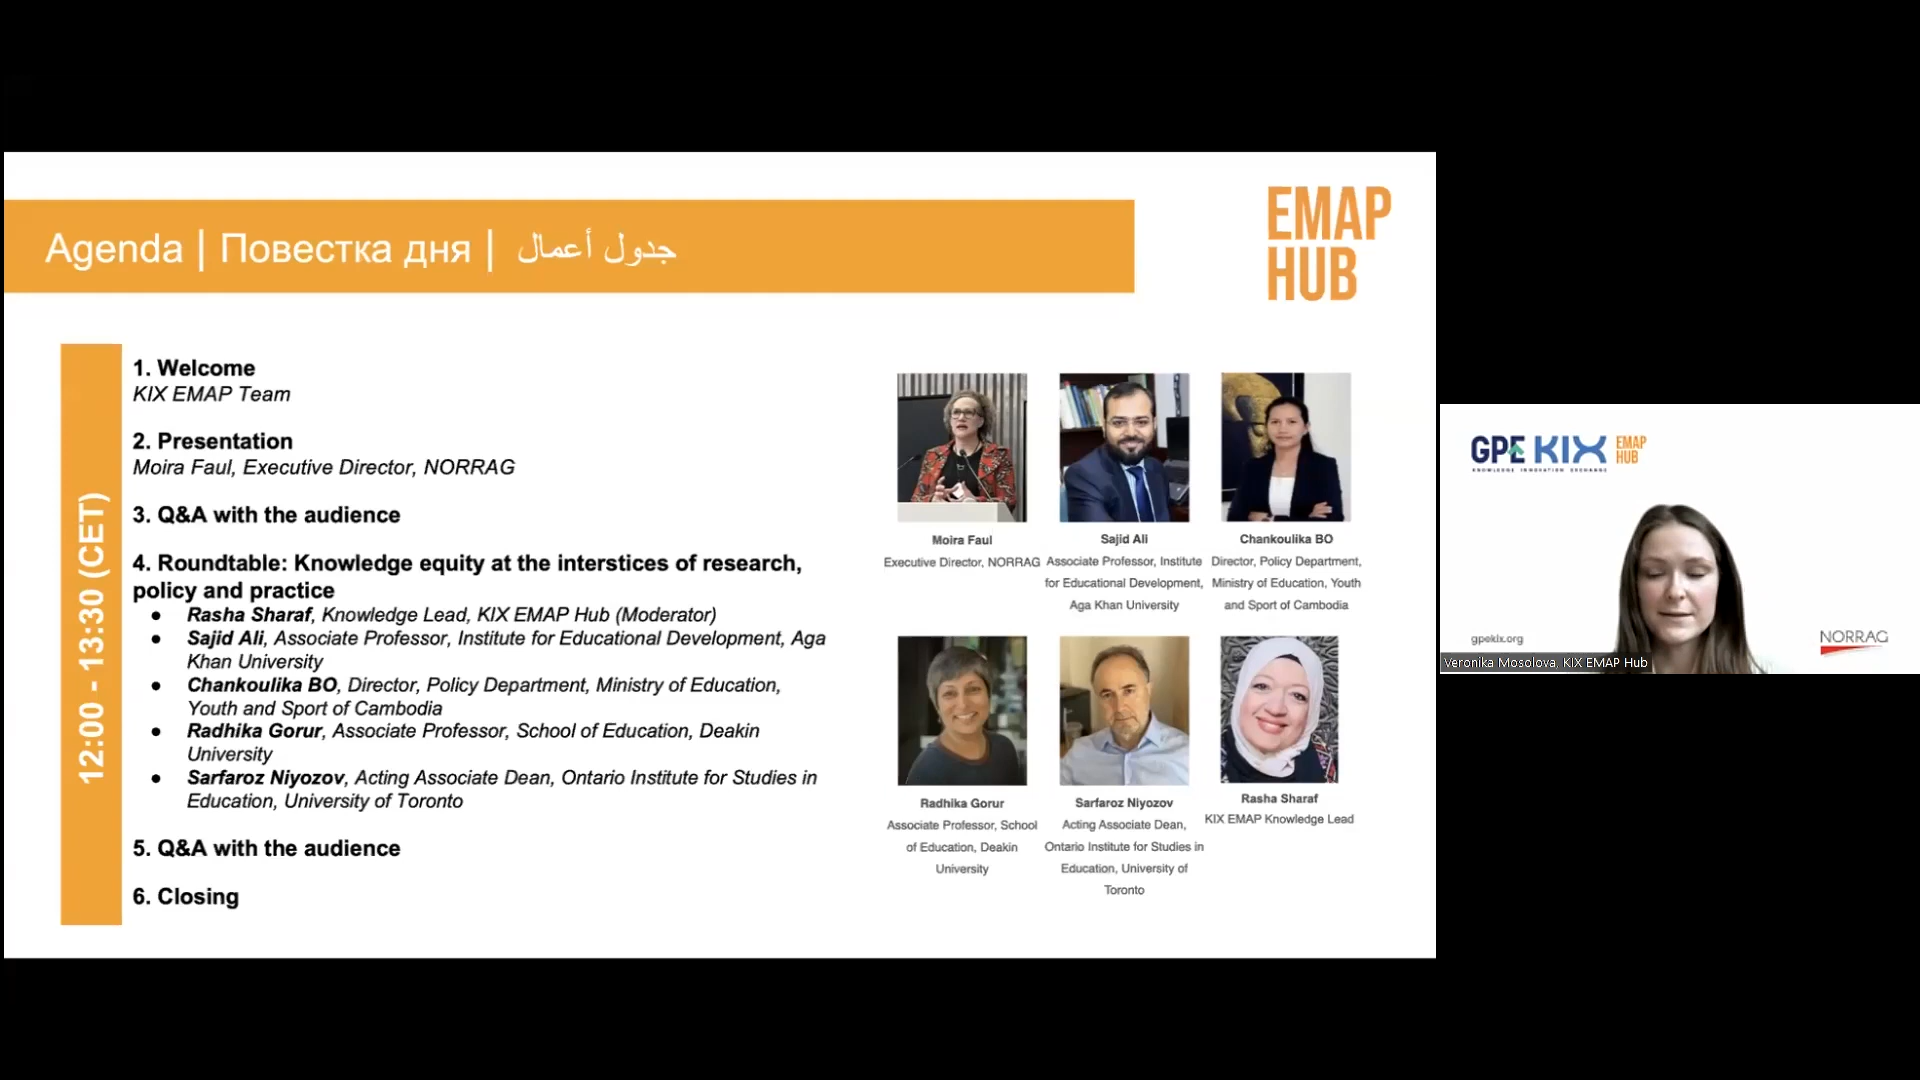 Agenda | Повестка дня | جدول أعمال
EMAP
HUB
12:00 - 13:30 (CET)
1. Welcome
KIX EMAP Team
2. Presentation
Moira Faul, Executive Director, NORRAG
3. Q&A with the audience
4. Roundtable: Knowledge equity at the interstices of research,
policy and practice
● Rasha Sharaf, Knowledge Lead, KIX EMAP Hub (Moderator)
● Sajid Ali, Associate Professor, Institute for Educational Development, Aga
Khan University
● Chankoulika BO, Director, Policy Department, Ministry of Education,
Youth and Sport of Cambodia
● Radhika Gorur, Associate Professor, School of Education, Deakin
University
● Sarfaroz Niyozov, Acting Associate Dean, Ontario Institute for Studies in
Education, University of Toronto
5. Q&A with the audience
6. Closing
Moira Faul
Executive Director, NORRAG
Sajid Ali
Associate Professor, Institute
for Educational Development,
Aga Khan University
Chankoulika BO
Director, Policy Department,
Ministry of Education, Youth
and Sport of Cambodia
Radhika Gorur
Associate Professor, School
of Education, Deakin
University
Sarfaroz Niyozov
Acting Associate Dean,
Ontario Institute for Studies in
Education, University of
Toronto
Rasha Sharaf
KIX EMAP Knowledge Lead
GPE KIX EMAP
HUB
KNOWLEDGE INNOVATION EXCHANGE
gpekix.org
NORRAG
Veronika Mosolova, KIX EMAP Hub